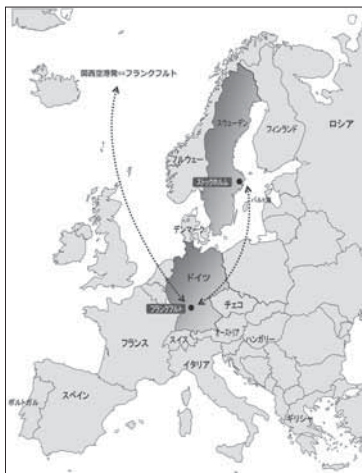 関西空港発⇔フランクフルト
ロシア
スウェーデン
フィンランド
ノルウェー
ストックホルム
バルト海
デンマーク
ドイツ
フランクフルト
チェコ
オーストリア
スイス
ハンガリー
フランス
イタリア
スペイン
ポルトガル
ギリシャ